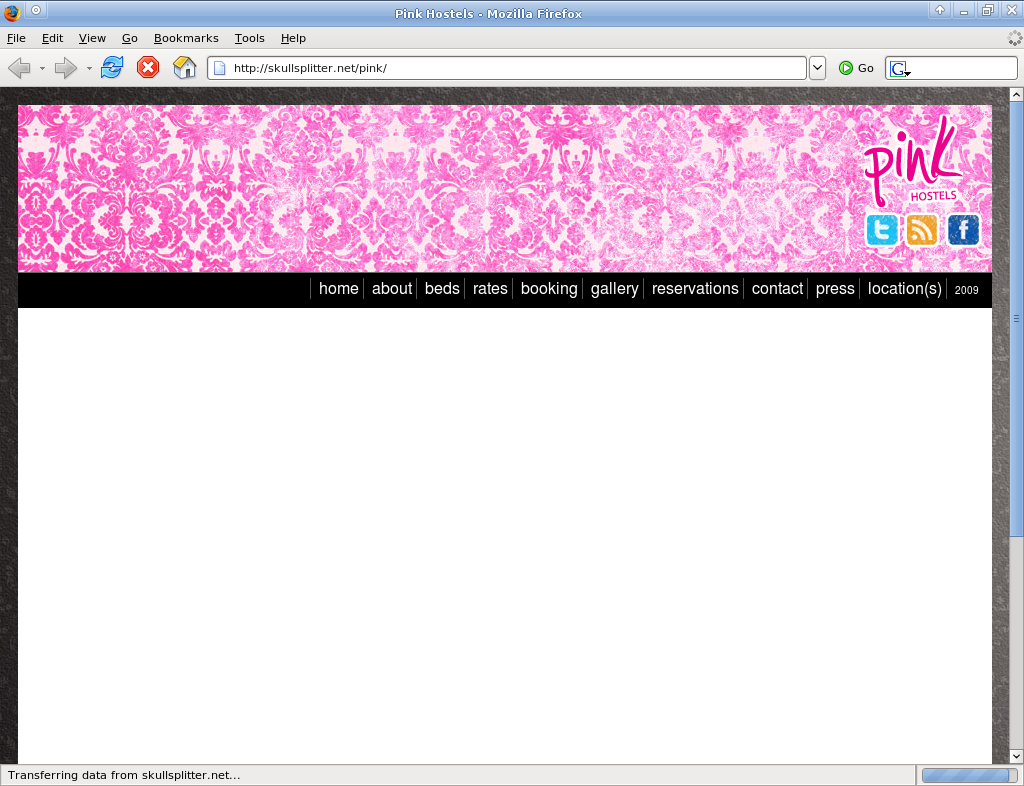 Pink Hostels - Mozilla Firefox
File Edit View Go Bookmarks Tools Help
http://skullsplitter.net/pink/ Go G
pink
HOSTELS
t f
home about beds rates booking gallery reservations contact press location(s) 2009
Transferring data from skullsplitter.net...